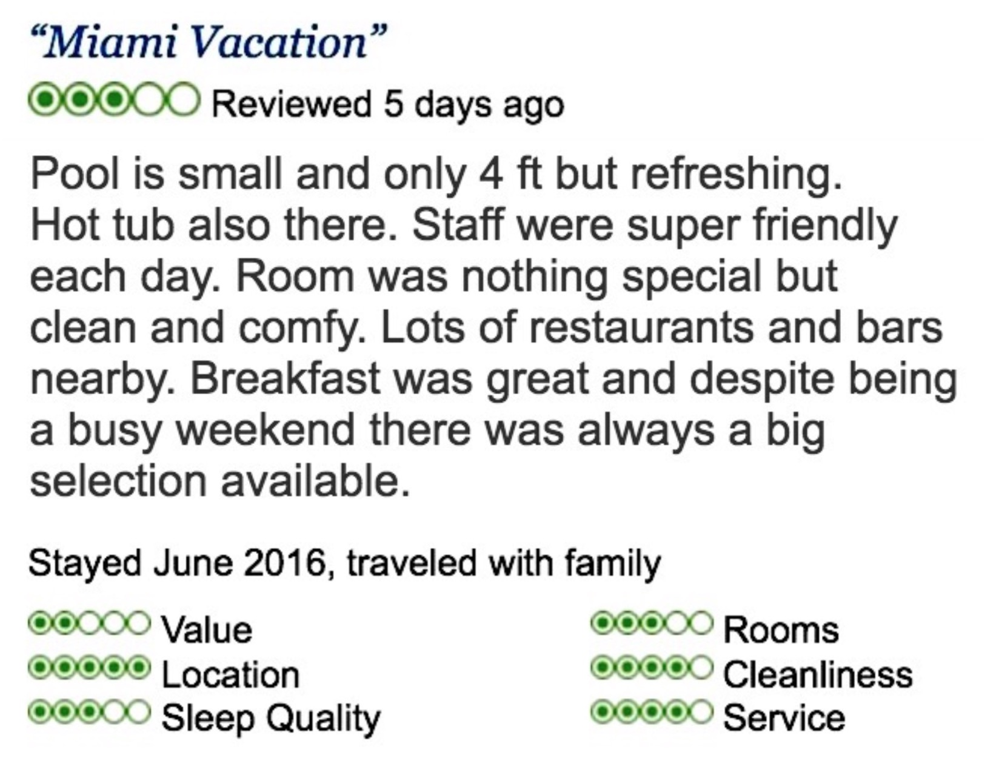 “Miami Vacation”
Reviewed 5 days ago
Pool is small and only 4 ft but refreshing.
Hot tub also there. Staff were super friendly
each day. Room was nothing special but
clean and comfy. Lots of restaurants and bars
nearby. Breakfast was great and despite being
a busy weekend there was always a big
selection available.
Stayed June 2016, traveled with family
Value
Rooms
Location
Cleanliness
Sleep Quality
Service